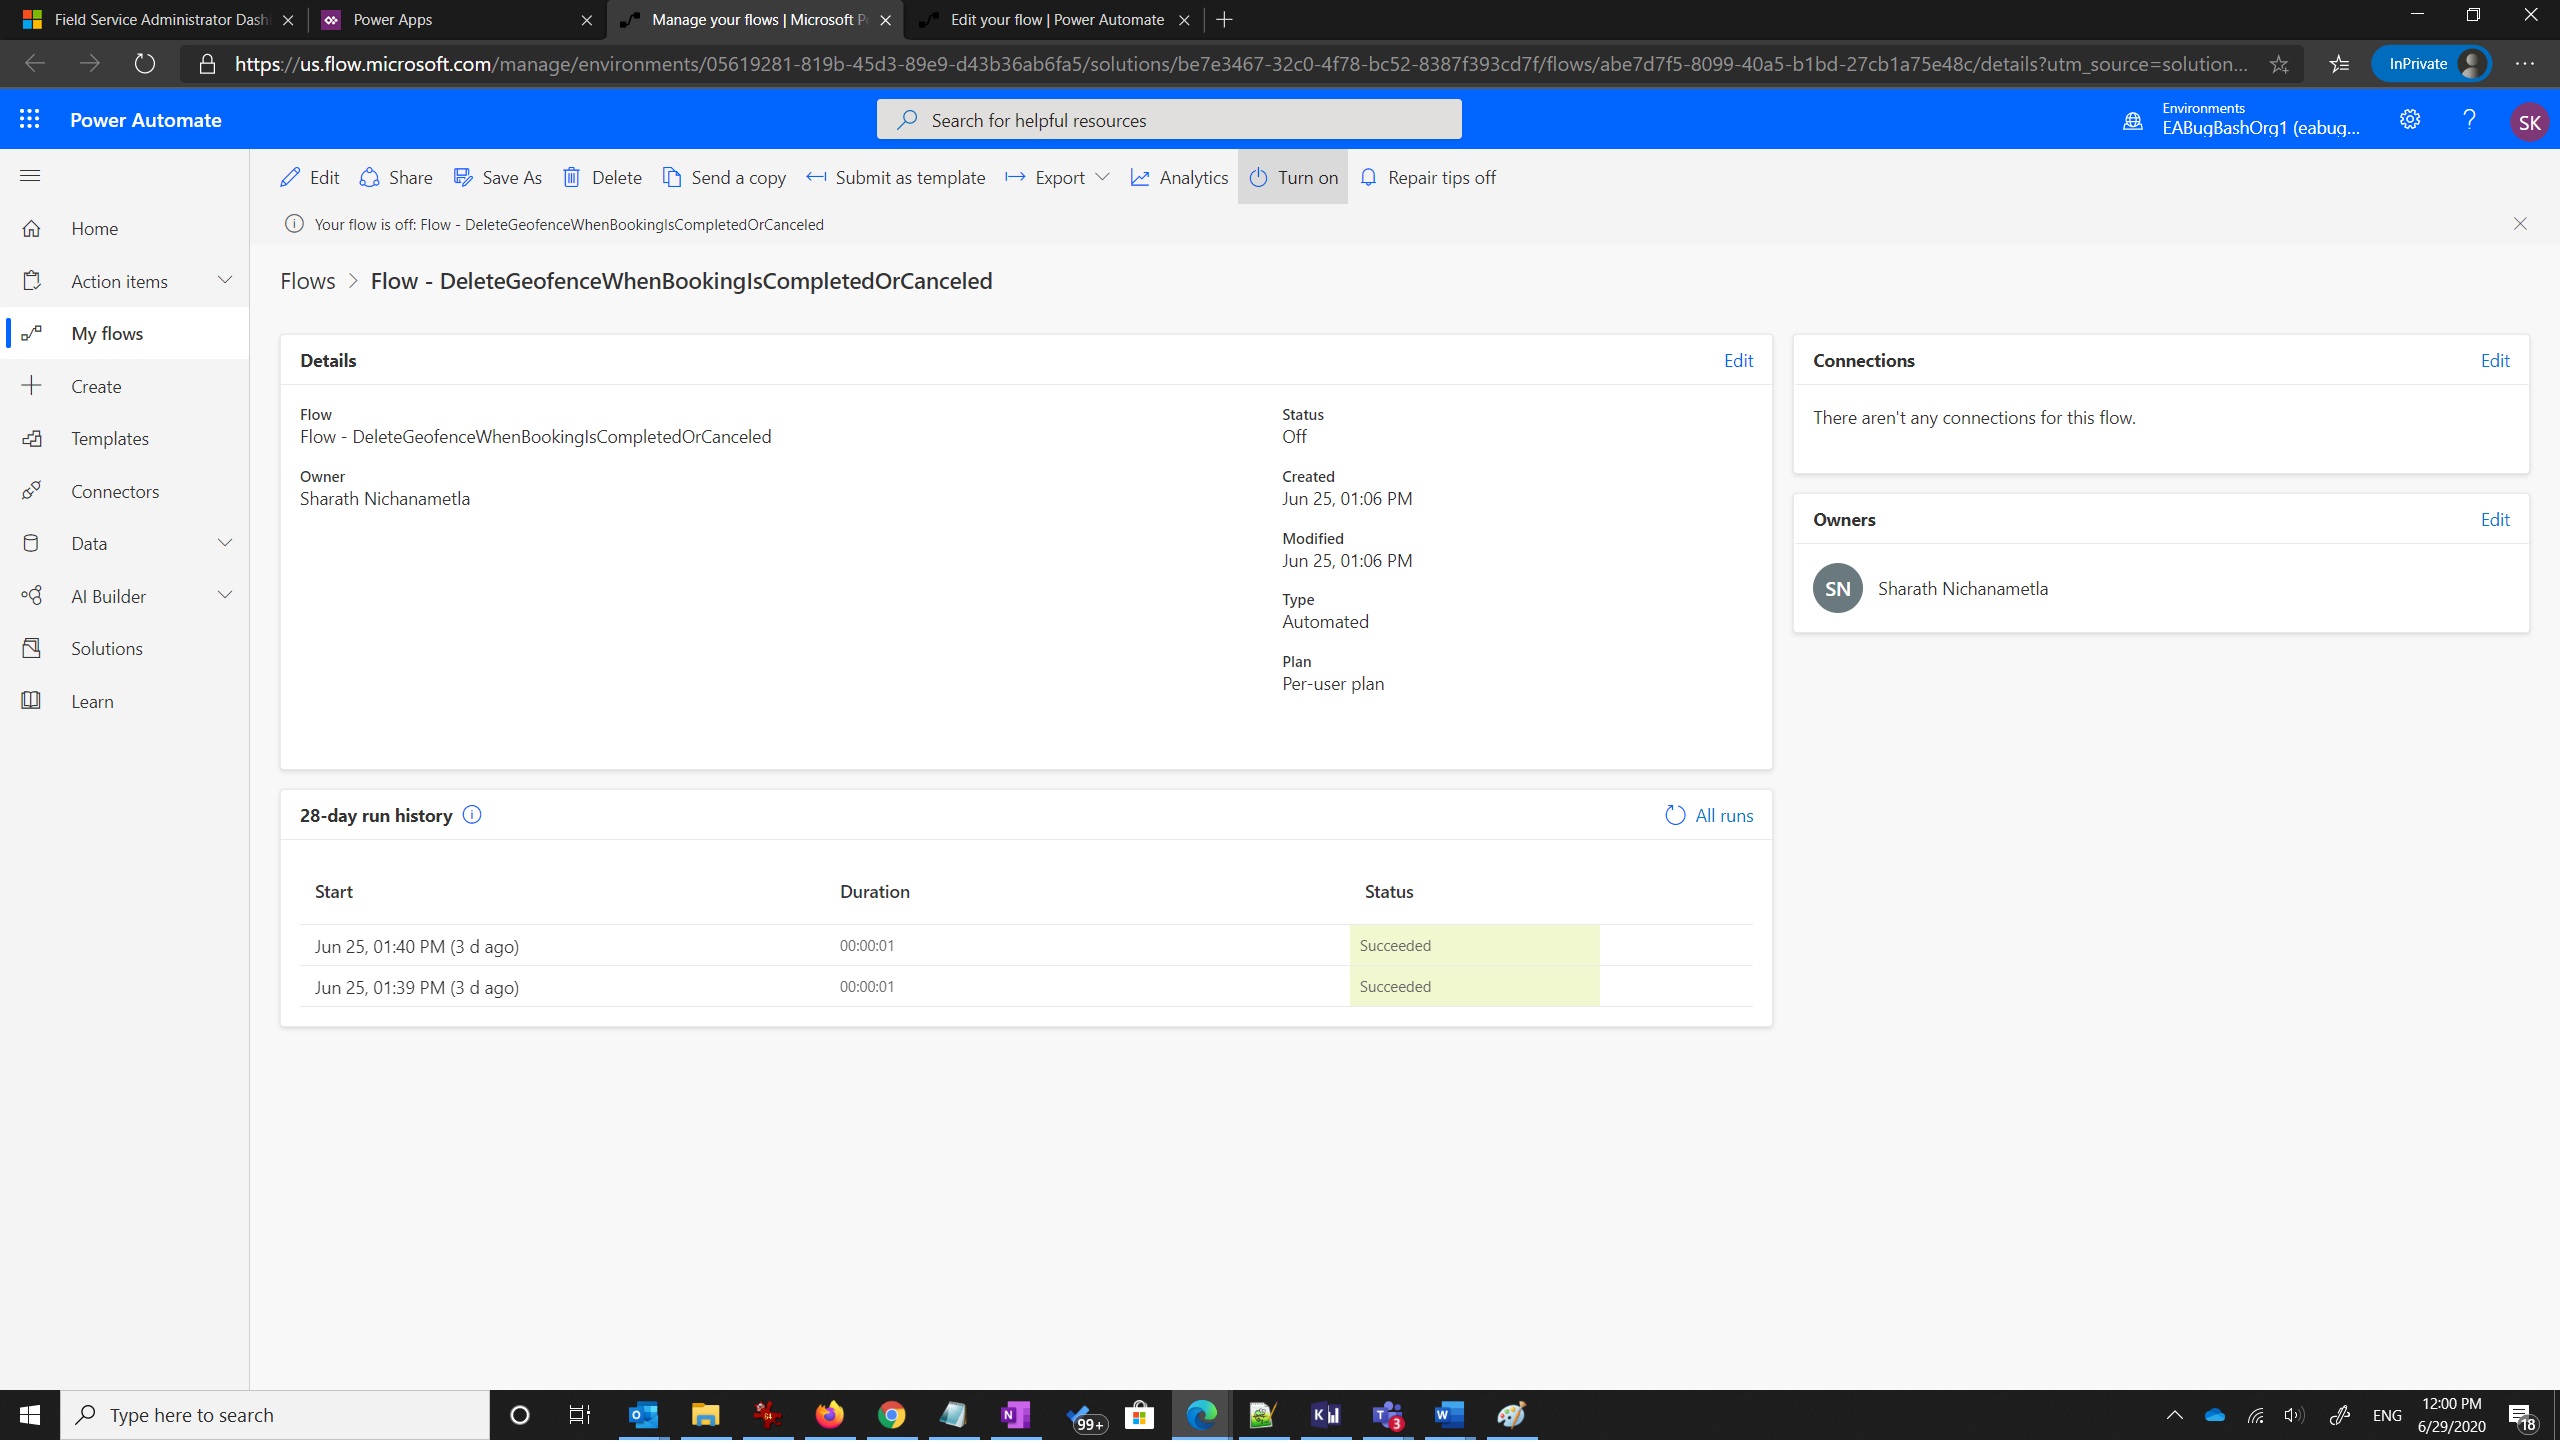 Field Service Administrator Dash
Power Apps
Manage your flows | Microsoft P
Edit your flow | Power Automate
https://us.flow.microsoft.com/manage/environments/05619281-819b-45d3-89e9-d43b36ab6fa5/solutions/be7e3467-32c0-4f78-bc52-8387f393cd7f/flows/abe7d7f5-8099-40a5-b1bd-27cb1a75e48c/details?utm_source=solution...
InPrivate
Power Automate
Search for helpful resources
Environments
EABugBashOrg1 (eabug...
?
SK
Edit
Share
Save As
Delete
Send a copy
Submit as template
Export
Analytics
Turn on
Repair tips off
Your flow is off: Flow - DeleteGeofenceWhenBookingIsCompletedOrCanceled
Home
Action items
My flows
Create
Templates
Connectors
Data
AI Builder
Solutions
Learn
Flows > Flow - DeleteGeofenceWhenBookingIsCompletedOrCanceled
Details
Edit
Flow
Flow - DeleteGeofenceWhenBookingIsCompletedOrCanceled
Owner
Sharath Nichanametla
Status
Off
Created
Jun 25, 01:06 PM
Modified
Jun 25, 01:06 PM
Type
Automated
Plan
Per-user plan
Connections
Edit
There aren't any connections for this flow.
Owners
Edit
SN
Sharath Nichanametla
28-day run history
All runs
Start
Duration
Status
Jun 25, 01:40 PM (3 d ago)
00:00:01
Succeeded
Jun 25, 01:39 PM (3 d ago)
00:00:01
Succeeded
Type here to search
99+
3
ENG
12:00 PM
6/29/2020
18